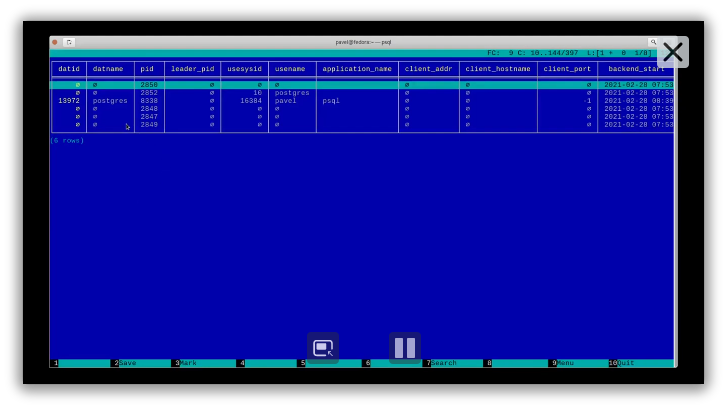 pavel@fedora:~ — psql
FC: 9 C: 10..144/397 L:[1 + 0 1/8]
datid datname pid leader_pid usesysid usename application_name client_addr client_hostname client_port backend_start
ø ø 2850 ø ø ø ø ø ø 2021-02-28 07:53
ø ø 2852 ø 10 postgres ø ø ø 2021-02-28 07:53
13972 postgres 8338 ø 16384 pavel psql ø ø -1 2021-02-28 08:39
ø ø 2848 ø ø ø ø ø ø 2021-02-28 07:53
ø ø 2847 ø ø ø ø ø ø 2021-02-28 07:53
ø ø 2849 ø ø ø ø ø ø 2021-02-28 07:53
(6 rows)
1 2Save 3Mark 4 5 6 7Search 8 9Menu 10Quit